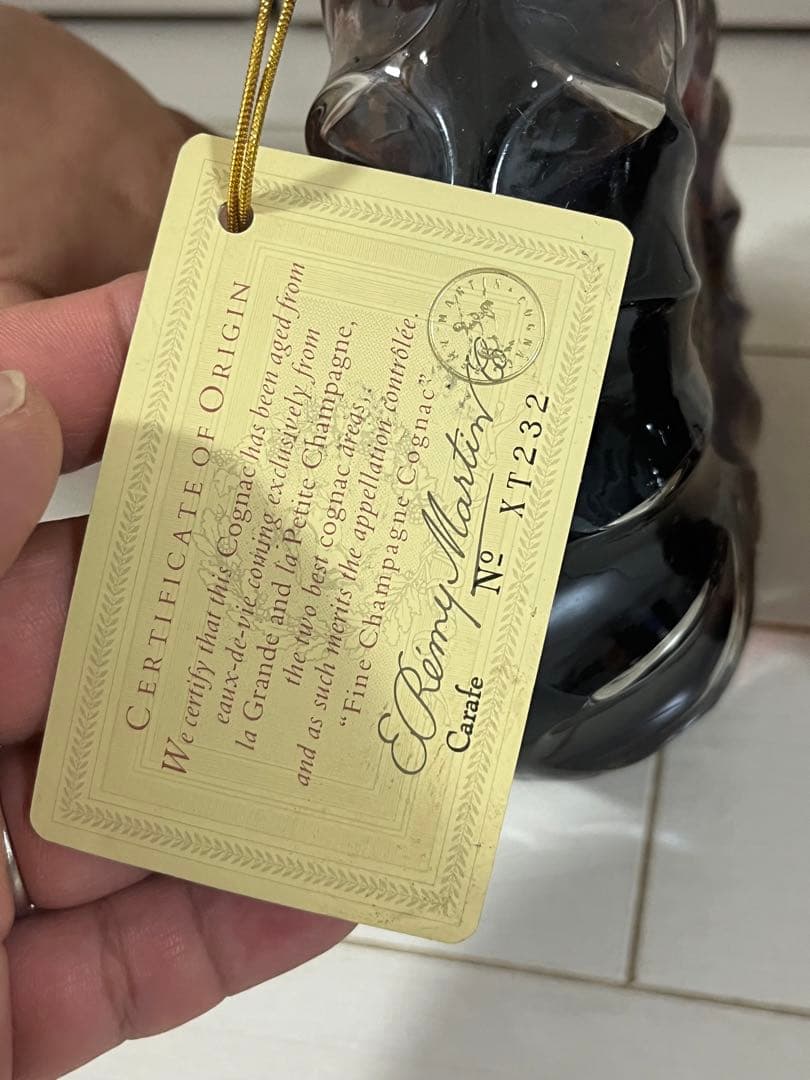 CERTIFICATE OF ORIGIN
We certify that this Cognac has been aged from
eaux-de-vie coming exclusively from
la Grande and la Petite Champagne,
the two best cognac areas,
and as such merits the appellation contrôlée.
“Fine Champagne Cognac”
E Rémy Martin
Carafe
Nº XT232